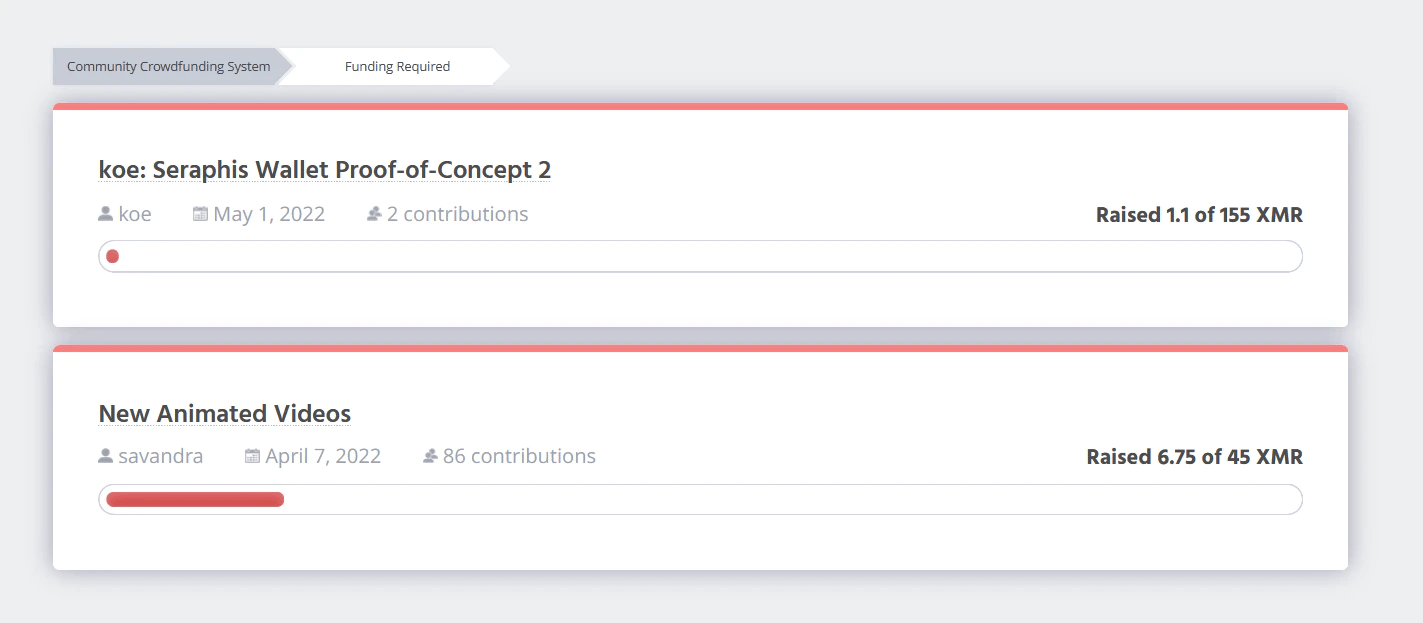 Community Crowdfunding System Funding Required
koe: Seraphis Wallet Proof-of-Concept 2
koe May 1, 2022 2 contributions Raised 1.1 of 155 XMR
New Animated Videos
savandra April 7, 2022 86 contributions Raised 6.75 of 45 XMR